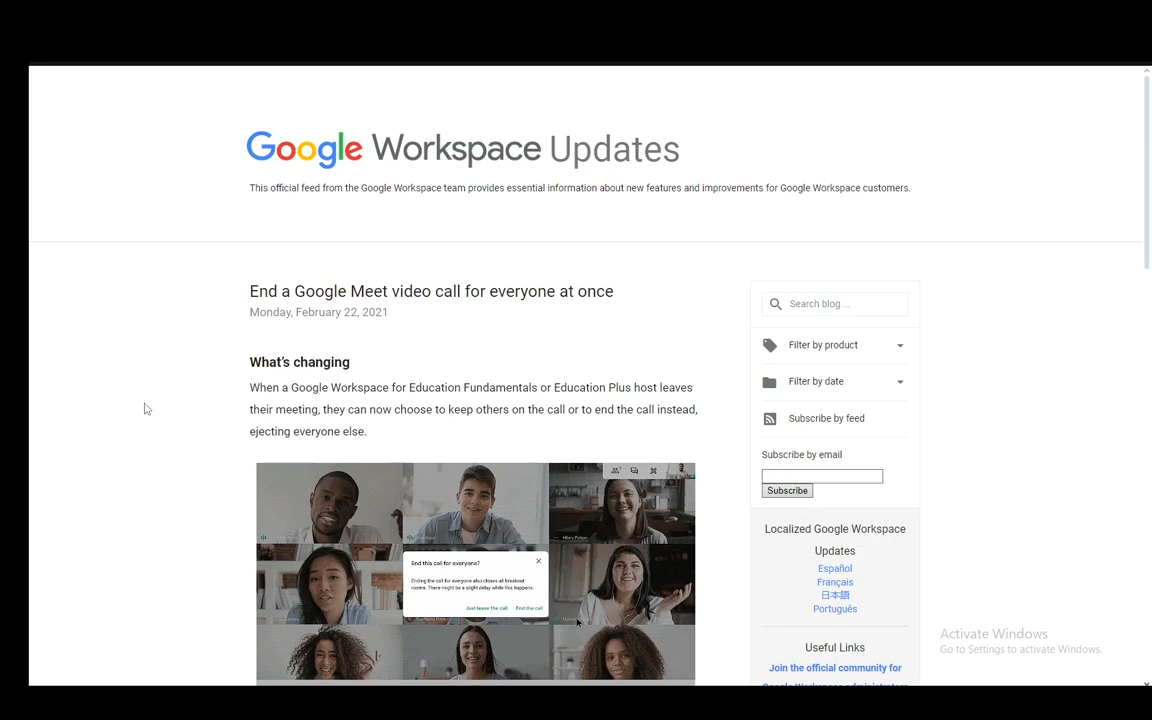 Google Workspace Updates
This official feed from the Google Workspace team provides essential information about new features and improvements for Google Workspace customers.
End a Google Meet video call for everyone at once
Monday, February 22, 2021
What's changing
When a Google Workspace for Education Fundamentals or Education Plus host leaves
their meeting, they can now choose to keep others on the call or to end the call instead,
ejecting everyone else.
End this call for everyone?
Ending the call for everyone also closes all breakout
rooms. There might be a slight delay while this happens.
Just leave the call End the call
Search blog ...
Filter by product
Filter by date
Subscribe by feed
Subscribe by email
Subscribe
Localized Google Workspace
Updates
Español
Français
日本語
Português
Useful Links
Join the official community for
Google Workspace administrators
Activate Windows
Go to Settings to activate Windows.